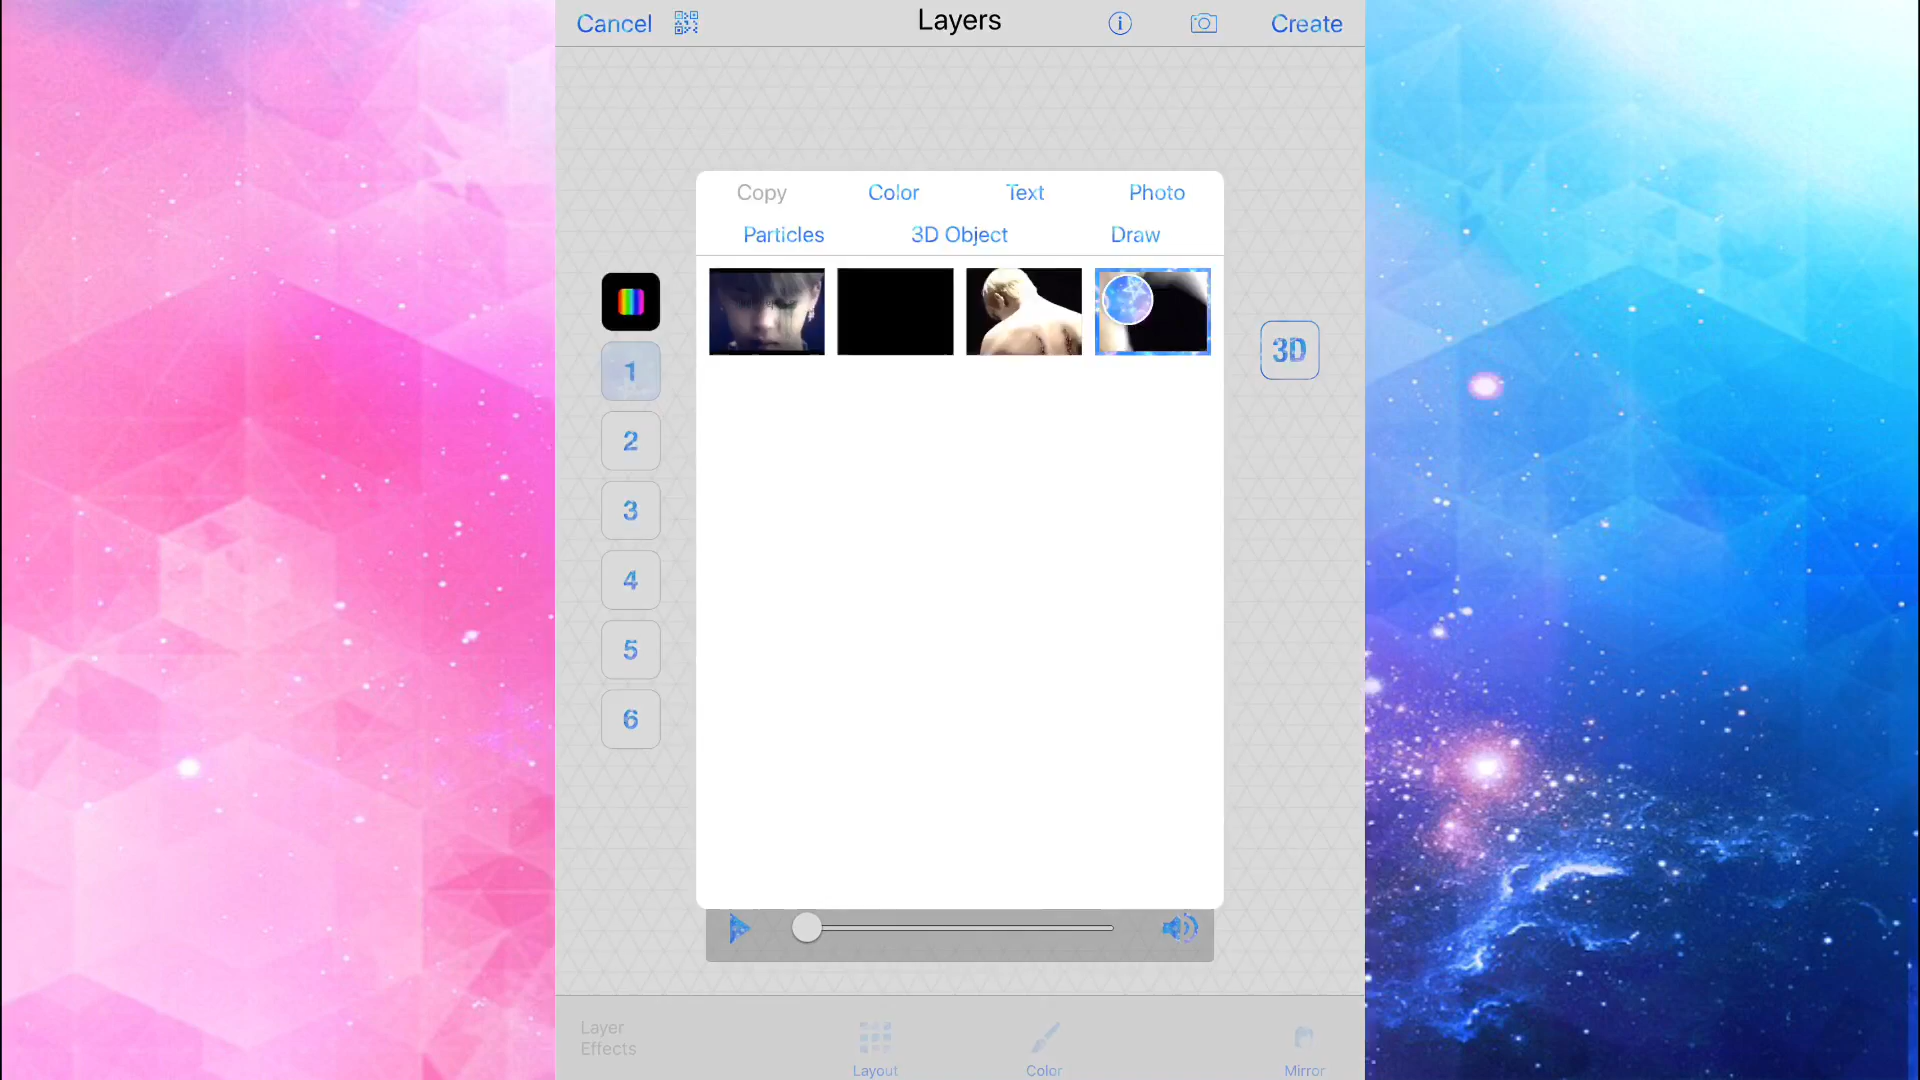 Cancel Layers Create
Copy Color Text Photo
Particles 3D Object Draw
1
3D
2
3
4
5
6
Layer
Effects
Layout Color Mirror